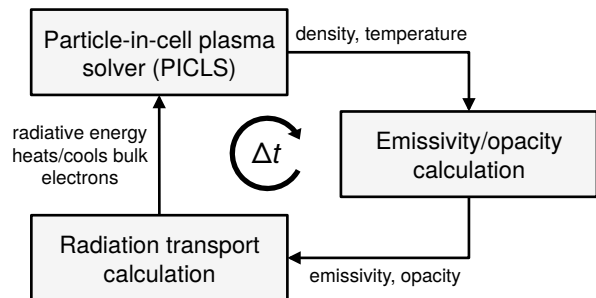 Particle-in-cell plasma
solver (PICLS)
density, temperature
Emissivity/opacity
calculation
emissivity, opacity
Radiation transport
calculation
radiative energy
heats/cools bulk
electrons
Δt